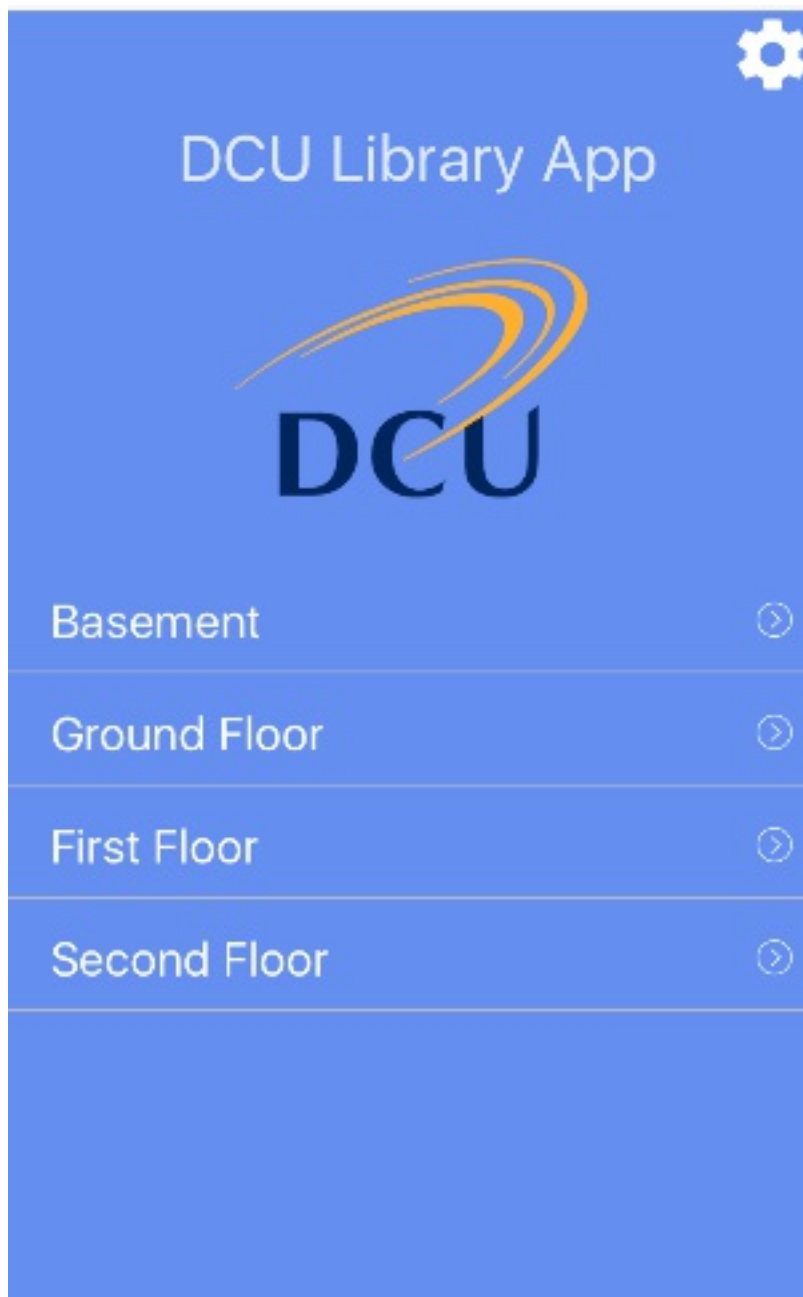 DCU Library App
DCU
Basement
Ground Floor
First Floor
Second Floor